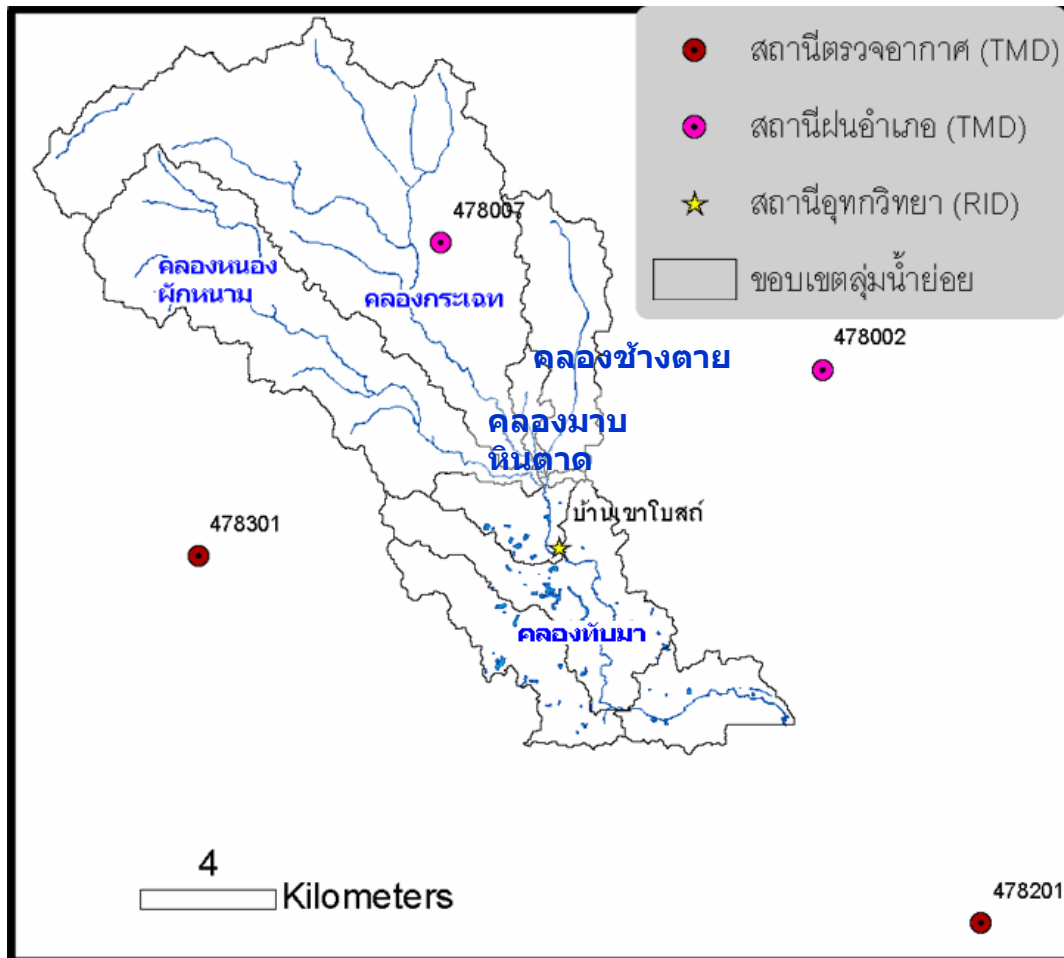 สถานีตรวจอากาศ (TMD)
สถานีฝนอำเภอ (TMD)
สถานีอุทกวิทยา (RID)
ขอบเขตลุ่มน้ำย่อย
478007
คลองหนอง
ผักหนาม
คลองกระเฉท
478002
คลองช้างตาย
คลองมาบ
หินตาด
บ้านเขาโบสถ์
478301
คลองทับมา
4
Kilometers
478201